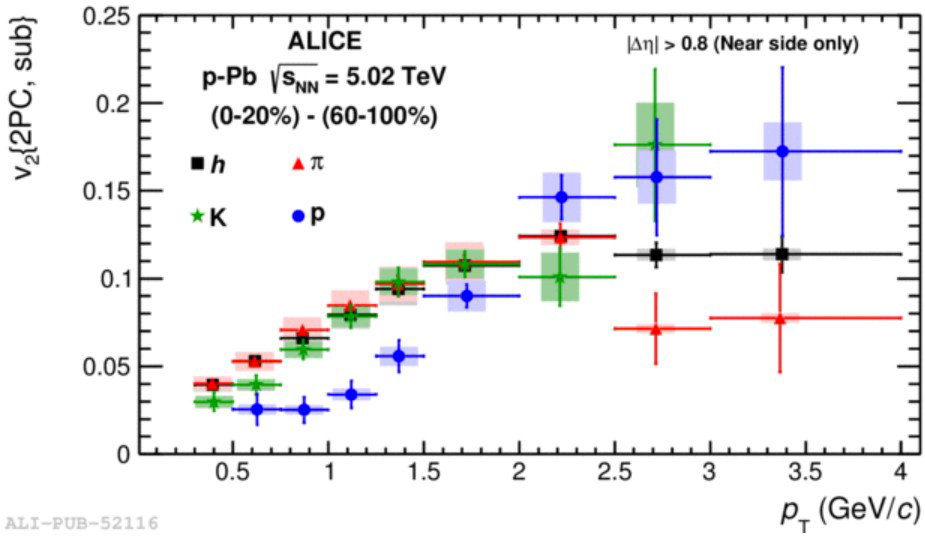 0.25
0.2
0.15
0.1
0.05
0
v₂{2PC, sub}
ALICE
p-Pb √s_NN = 5.02 TeV
(0-20%) - (60-100%)
h
π
K
p
|Δη| > 0.8 (Near side only)
0.5 1 1.5 2 2.5 3 3.5 4
p_T (GeV/c)
ALI-PUB-52116